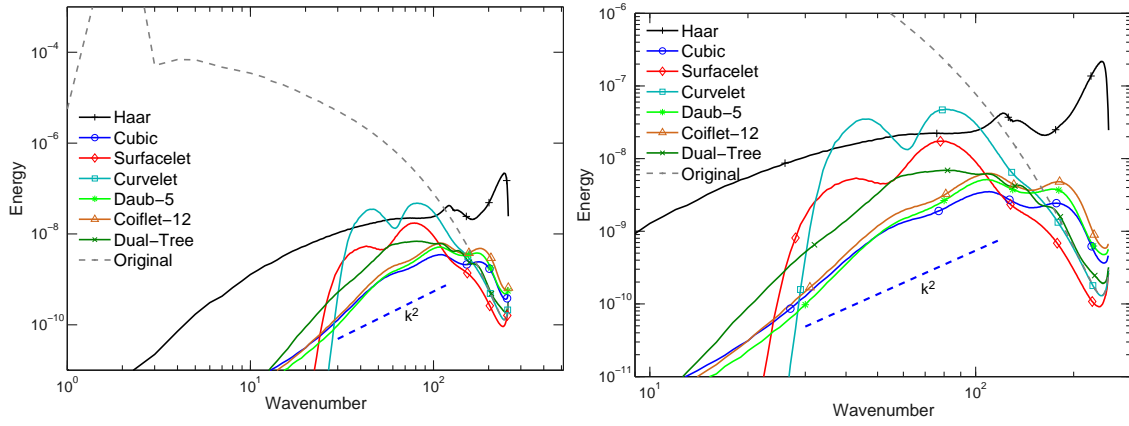 10^-4
10^-6
10^-8
10^-10
Energy
Haar
Cubic
Surfacelet
Curvelet
Daub-5
Coiflet-12
Dual-Tree
Original
k^2
10^0
10^1
10^2
Wavenumber
10^-6
10^-7
10^-8
10^-9
10^-10
10^-11
Energy
Haar
Cubic
Surfacelet
Curvelet
Daub-5
Coiflet-12
Dual-Tree
Original
k^2
10^1
10^2
Wavenumber